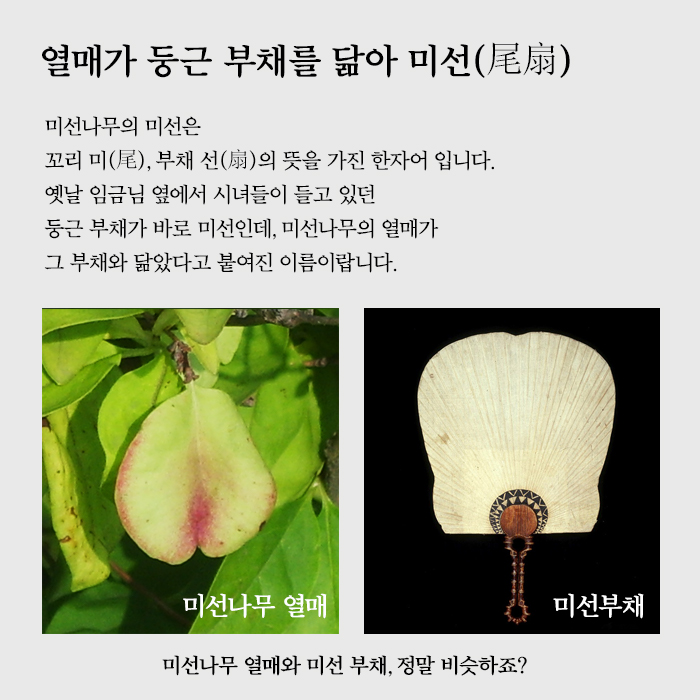 열매가 둥근 부채를 닮아 미선(尾扇)
미선나무의 미선은
꼬리 미(尾), 부채 선(扇)의 뜻을 가진 한자어 입니다.
옛날 임금님 옆에서 시녀들이 들고 있던
둥근 부채가 바로 미선인데, 미선나무의 열매가
그 부채와 닮았다고 붙여진 이름이랍니다.
미선나무 열매
미선부채
미선나무 열매와 미선 부채, 정말 비슷하죠?